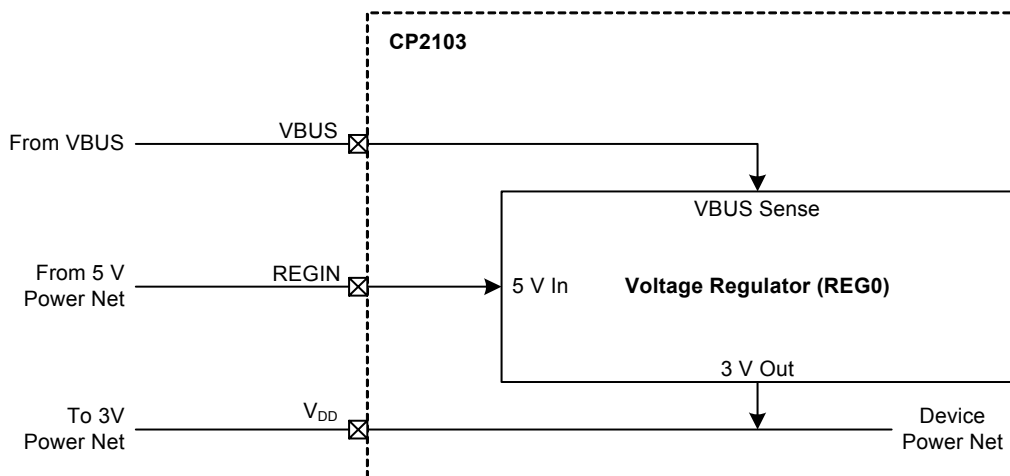 CP2103
From VBUS
VBUS
VBUS Sense
From 5 V
Power Net
REGIN
5 V In
Voltage Regulator (REG0)
3 V Out
To 3V
Power Net
VDD
Device
Power Net